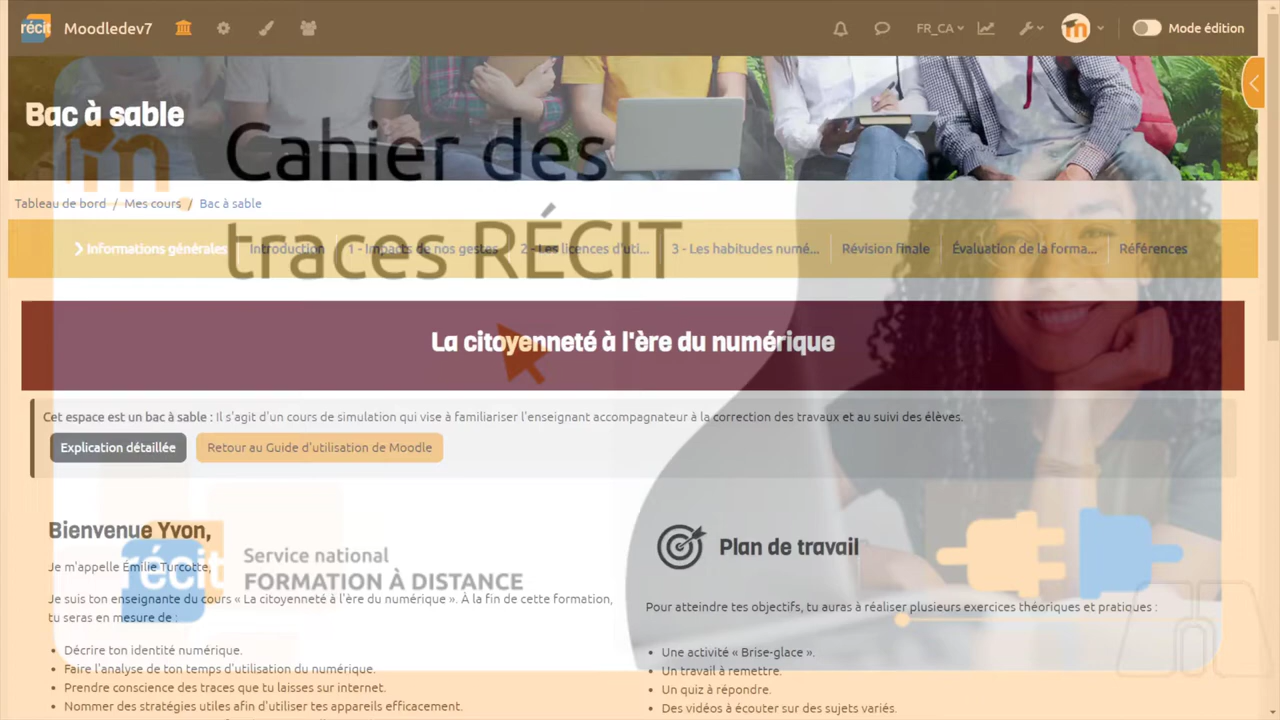 récit
Moodledev7
FR_CA
Mode édition
Bac à sable
Cahier des
traces RÉCIT
Tableau de bord / Mes cours / Bac à sable
Informations générales
Introduction
1 - Impacts de nos gestes
2 - Les licences d'uti...
3 - Les habitudes numé...
Révision finale
Évaluation de la forma...
Références
La citoyenneté à l'ère du numérique
Cet espace est un bac à sable : Il s'agit d'un cours de simulation qui vise à familiariser l'enseignant accompagnateur à la correction des travaux et au suivi des élèves.
Explication détaillée
Retour au Guide d'utilisation de Moodle
Bienvenue Yvon,
Je m'appelle Émilie Turcotte,
Je suis ton enseignante du cours « La citoyenneté à l'ère du numérique ». À la fin de cette formation,
tu seras en mesure de :
Décrire ton identité numérique.
Faire l'analyse de ton temps d'utilisation du numérique.
Prendre conscience des traces que tu laisses sur internet.
Nommer des stratégies utiles afin d'utiliser tes appareils efficacement.
récit
Service national
FORMATION À DISTANCE
Plan de travail
Pour atteindre tes objectifs, tu auras à réaliser plusieurs exercices théoriques et pratiques :
Une activité « Brise-glace ».
Un travail à remettre.
Un quiz à répondre.
Des vidéos à écouter sur des sujets variés.